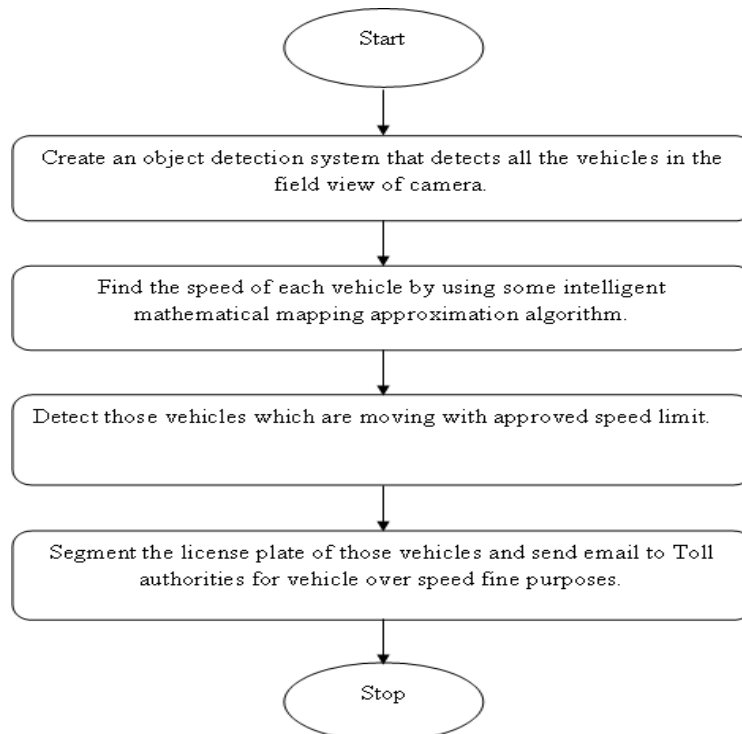 Start
Create an object detection system that detects all the vehicles in the
field view of camera.
Find the speed of each vehicle by using some intelligent
mathematical mapping approximation algorithm.
Detect those vehicles which are moving with approved speed limit.
Segment the license plate of those vehicles and send email to Toll
authorities for vehicle over speed fine purposes.
Stop